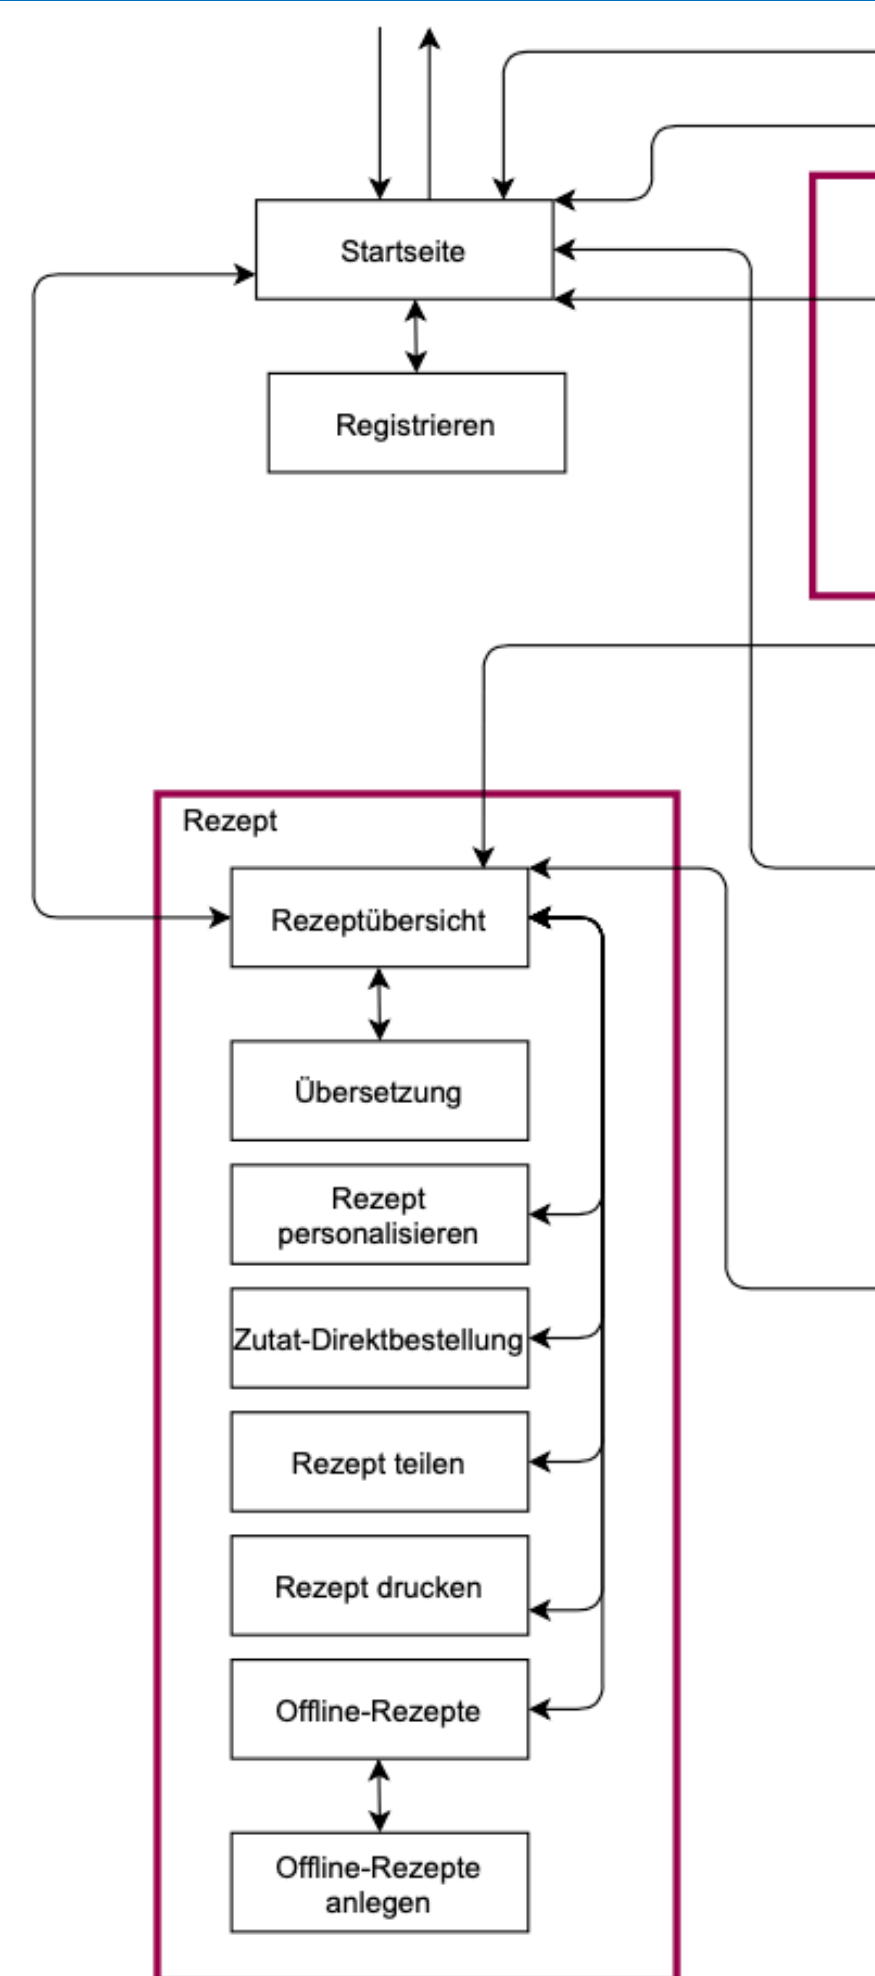 Startseite
Registrieren
Rezept
Rezeptübersicht
Übersetzung
Rezept
personalisieren
Zutat-Direktbestellung
Rezept teilen
Rezept drucken
Offline-Rezepte
Offline-Rezepte
anlegen